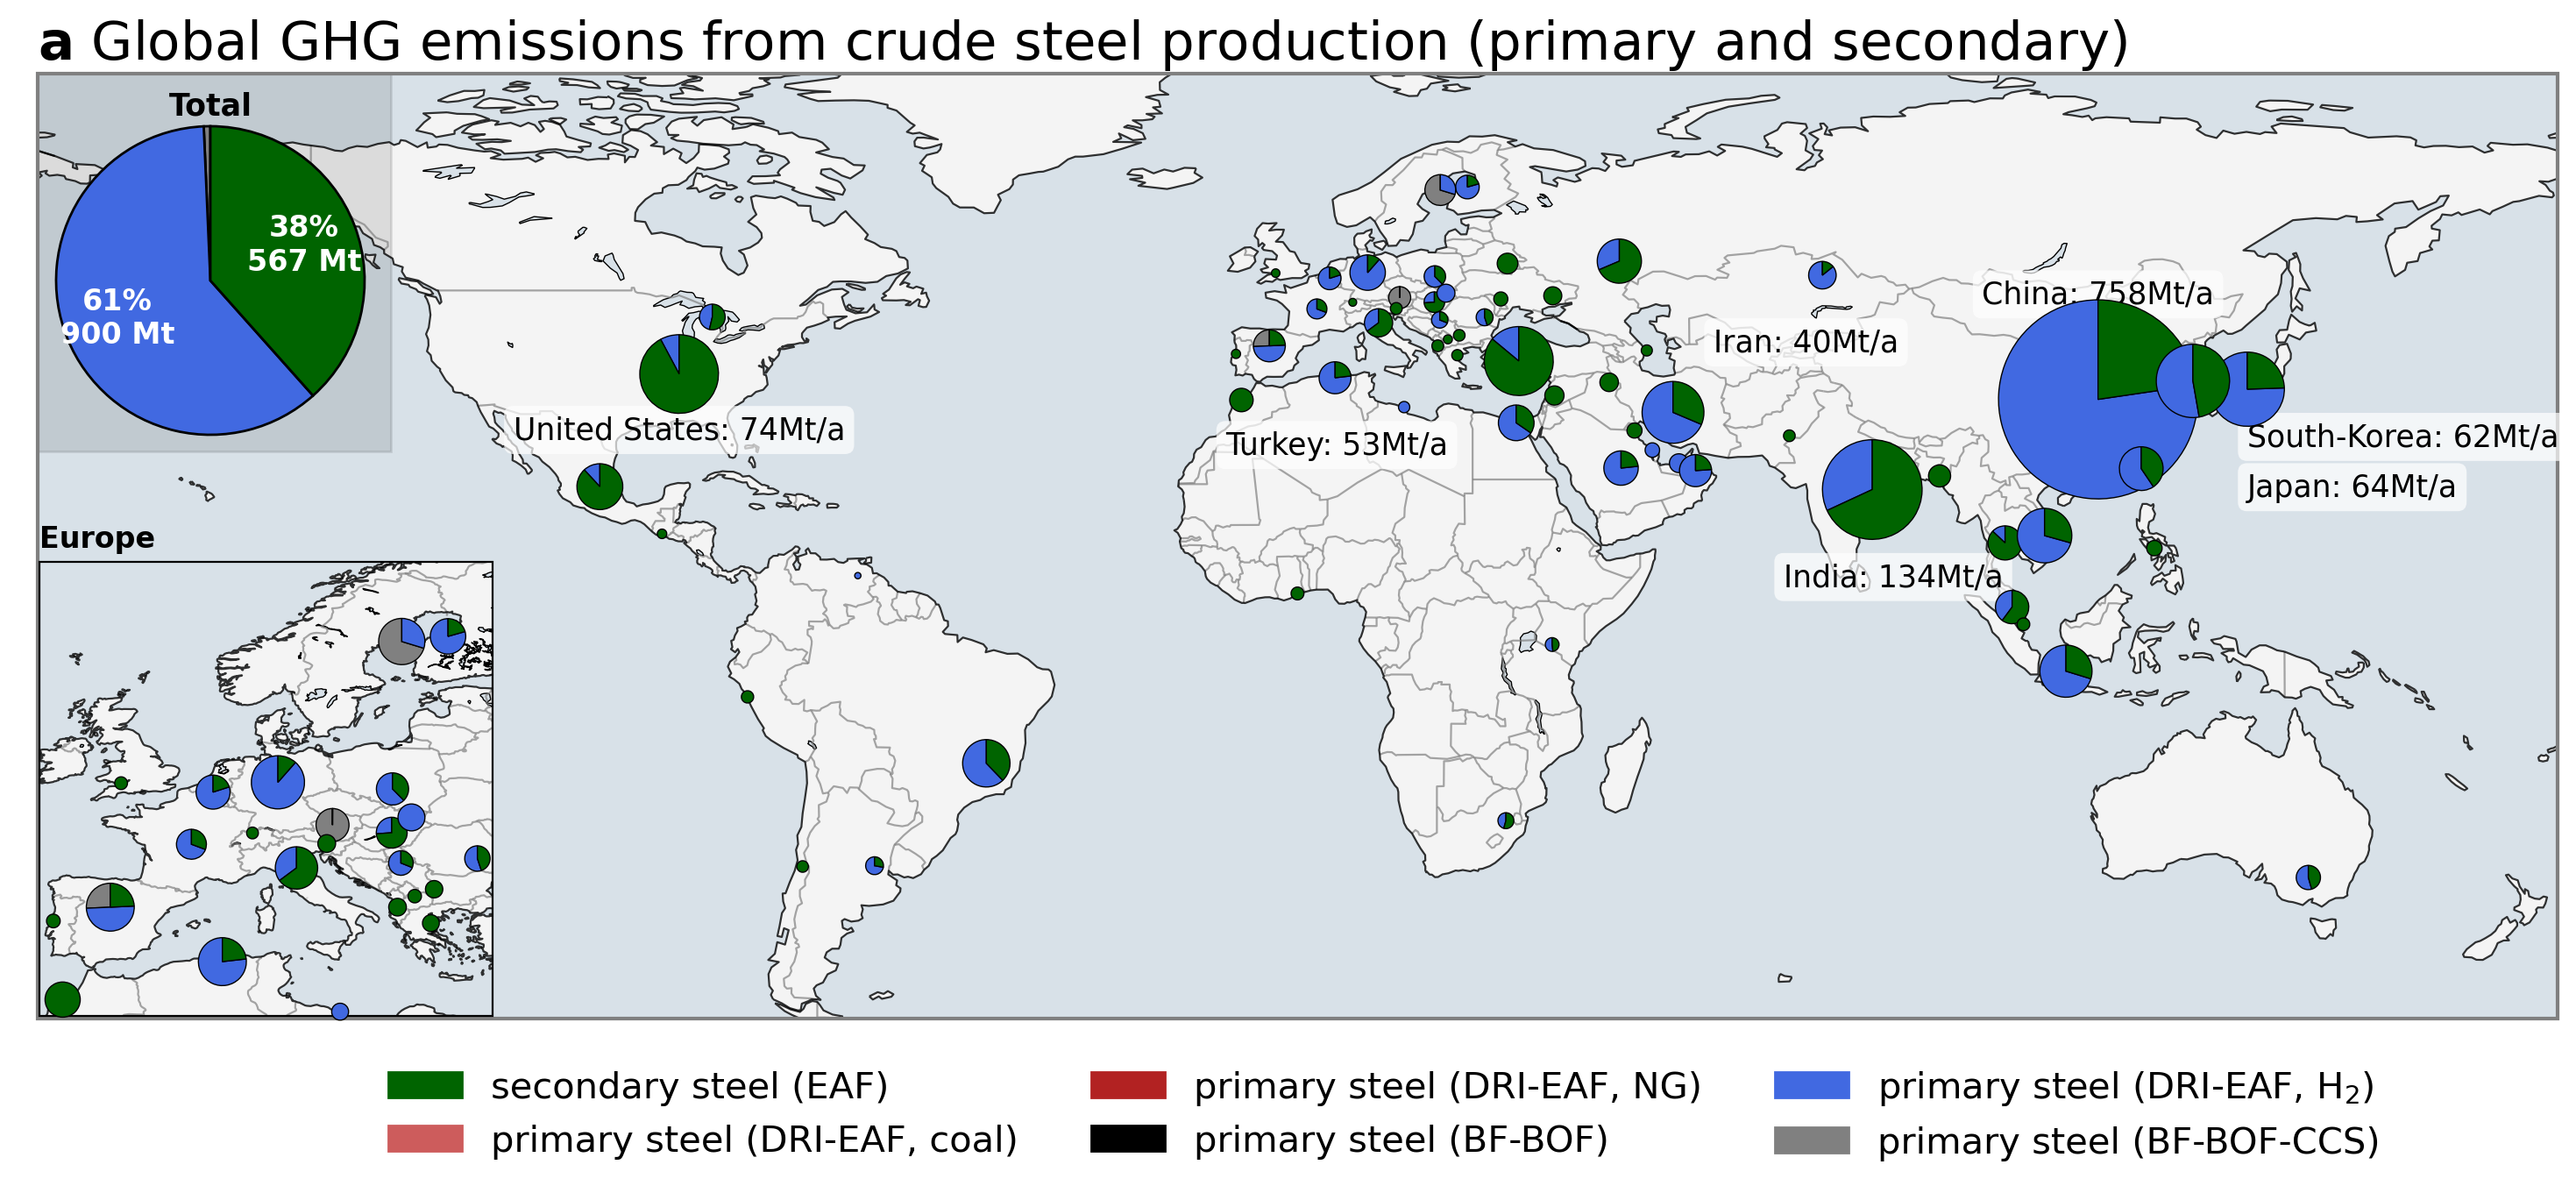 a Global GHG emissions from crude steel production (primary and secondary)
Total
38%
567 Mt
61%
900 Mt
China: 758Mt/a
Iran: 40Mt/a
United States: 74Mt/a
Turkey: 53Mt/a
South-Korea: 62Mt/a
Japan: 64Mt/a
India: 134Mt/a
Europe
secondary steel (EAF)
primary steel (DRI-EAF, NG)
primary steel (DRI-EAF, H₂)
primary steel (DRI-EAF, coal)
primary steel (BF-BOF)
primary steel (BF-BOF-CCS)